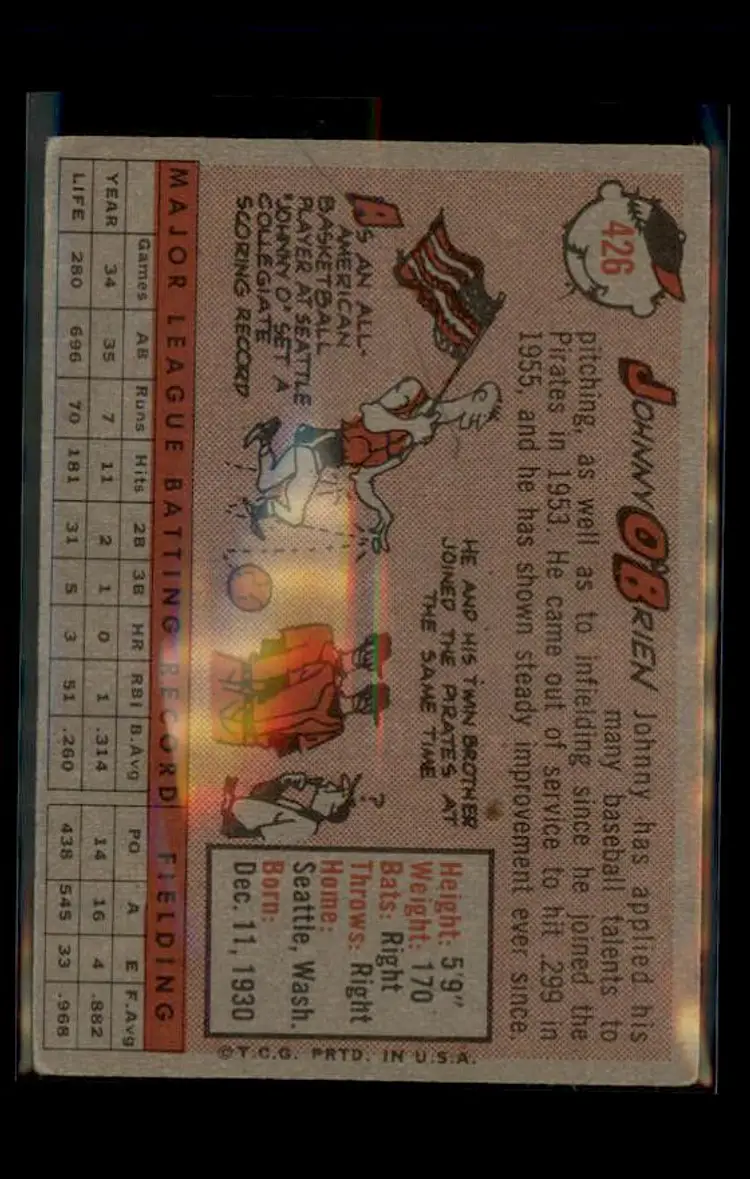 426
JOHNNY O'BRIEN
Johnny has applied his
many baseball talents to
pitching, as well as to infielding since he joined the
Pirates in 1953. He came out of service to hit .299 in
1955, and he has shown steady improvement ever since.
AS AN ALL-
AMERICAN
BASKETBALL
PLAYER AT SEATTLE
"JOHNNY O" SET A
COLLEGIATE
SCORING RECORD
HE AND HIS TWIN BROTHER
JOINED THE PIRATES AT
THE SAME TIME
?
Height: 5'9"
Weight: 170
Bats: Right
Throws: Right
Home:
Seattle, Wash.
Born:
Dec. 11, 1930
© T.C.G. PRTD. IN U.S.A.
MAJOR LEAGUE BATTING RECORD FIELDING
Games AB Runs Hits 2B 3B HR RBI B.Avg PO A E F.Avg
YEAR 34 35 7 11 2 1 0 1 .314 14 16 4 .882
LIFE 280 696 70 181 31 5 3 51 .260 438 545 33 .968